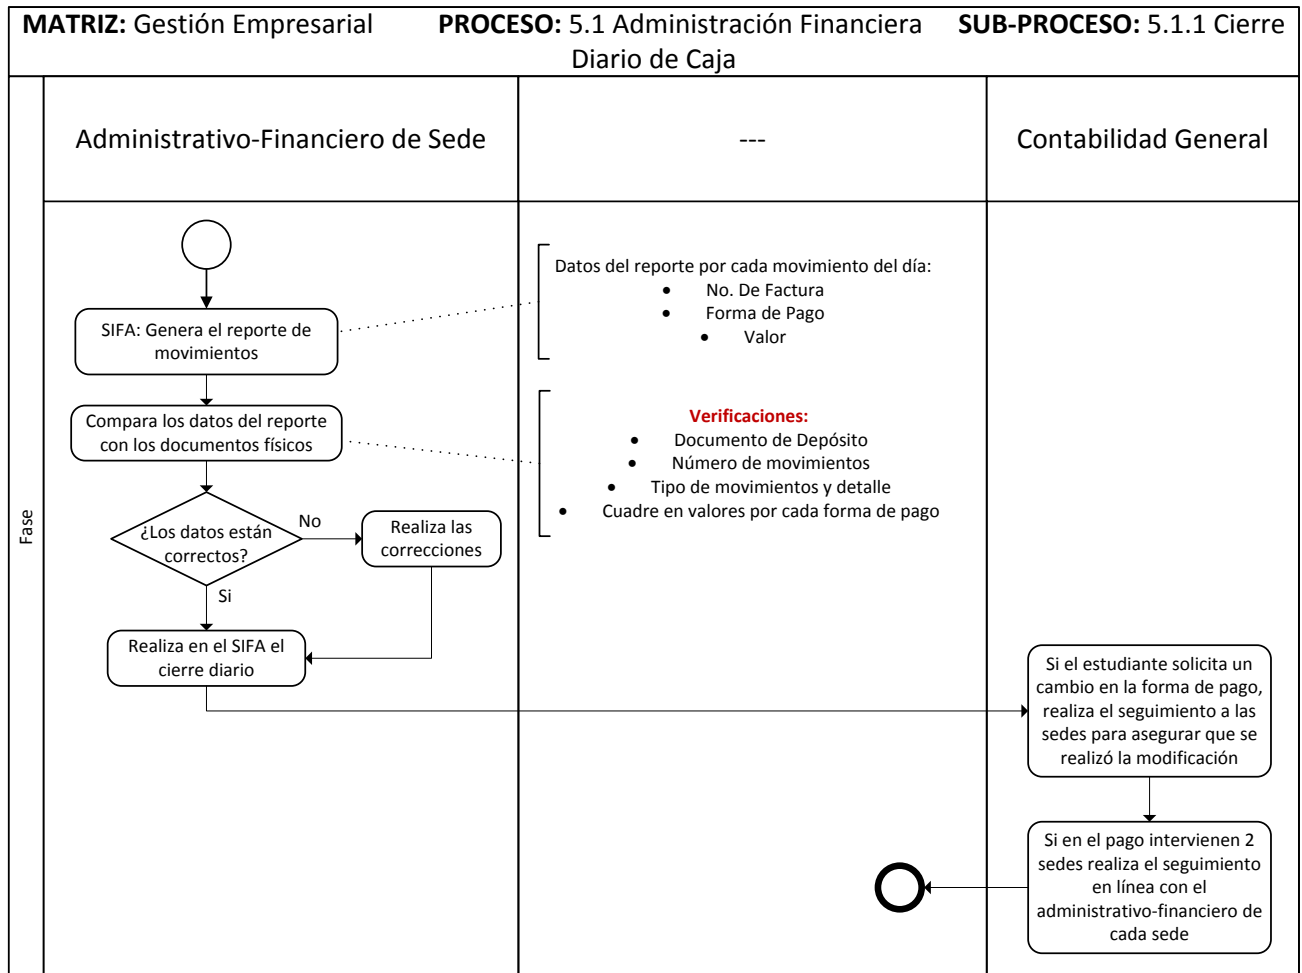 MATRIZ: Gestión Empresarial PROCESO: 5.1 Administración Financiera SUB-PROCESO: 5.1.1 Cierre
Diario de Caja
Fase
Administrativo-Financiero de Sede
---
Contabilidad General
SIFA: Genera el reporte de
movimientos
Compara los datos del reporte
con los documentos físicos
¿Los datos están
correctos?
No
Realiza las
correcciones
Si
Realiza en el SIFA el
cierre diario
Datos del reporte por cada movimiento del día:
• No. De Factura
• Forma de Pago
• Valor
Verificaciones:
• Documento de Depósito
• Número de movimientos
• Tipo de movimientos y detalle
• Cuadre en valores por cada forma de pago
Si el estudiante solicita un
cambio en la forma de pago,
realiza el seguimiento a las
sedes para asegurar que se
realizó la modificación
Si en el pago intervienen 2
sedes realiza el seguimiento
en línea con el
administrativo-financiero de
cada sede